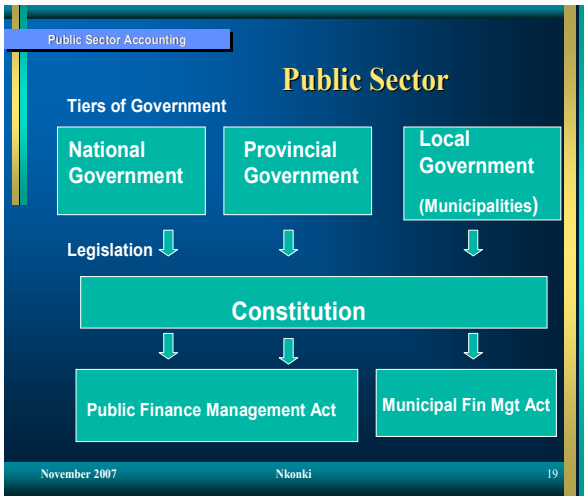 Public Sector Accounting
Public Sector
Tiers of Government
National
Government
Provincial
Government
Local
Government
(Municipalities)
Legislation
Constitution
Public Finance Management Act
Municipal Fin Mgt Act
November 2007
Nkonki
19